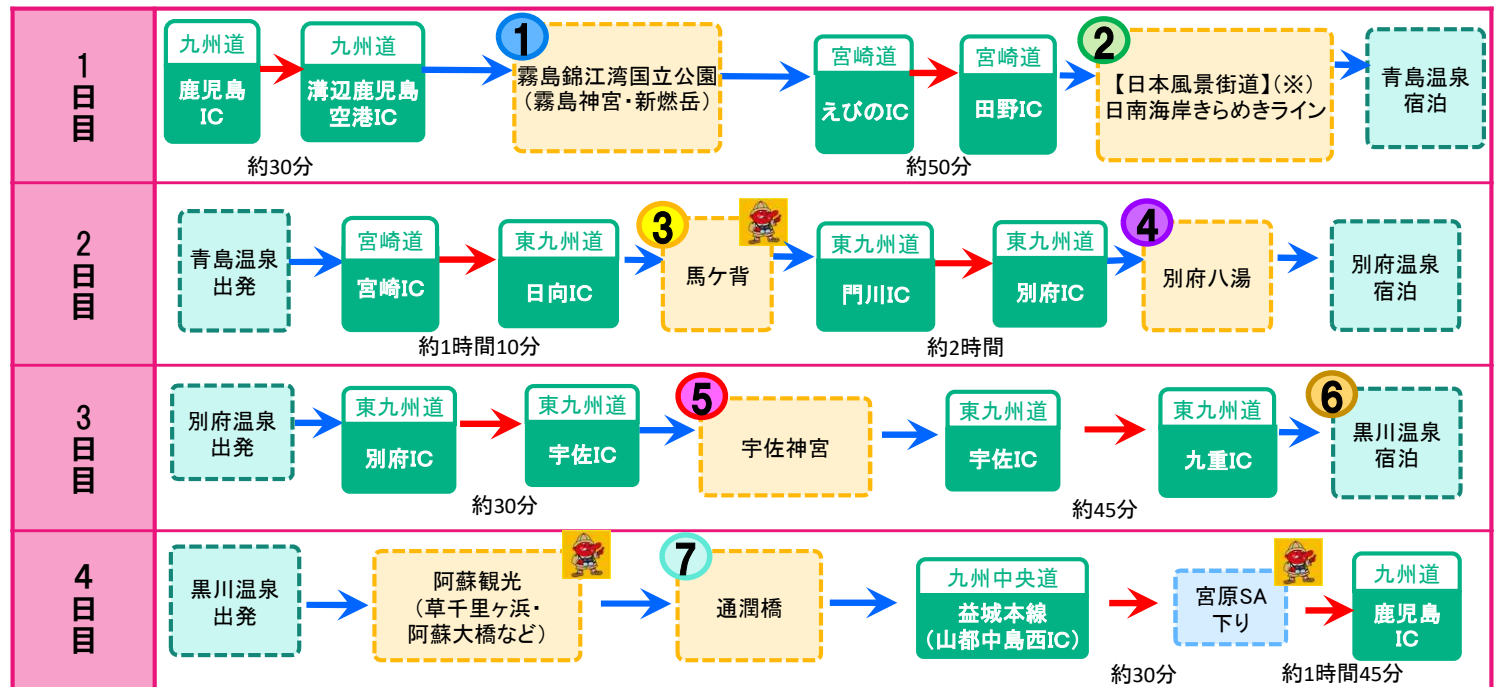 1
日
目
九州道
鹿児島
IC
九州道
溝辺鹿児島
空港IC
約30分
1
霧島錦江湾国立公園
(霧島神宮・新燃岳)
宮崎道
えびのIC
宮崎道
田野IC
約50分
2
【日本風景街道】(※)
日南海岸きらめきライン
青島温泉
宿泊
2
日
目
青島温泉
出発
宮崎道
宮崎IC
東九州道
日向IC
約1時間10分
3
馬ケ背
東九州道
門川IC
東九州道
別府IC
約2時間
4
別府八湯
別府温泉
宿泊
3
日
目
別府温泉
出発
東九州道
別府IC
東九州道
宇佐IC
約30分
5
宇佐神宮
東九州道
宇佐IC
東九州道
九重IC
約45分
6
黒川温泉
宿泊
4
日
目
黒川温泉
出発
阿蘇観光
(草千里ヶ浜・
阿蘇大橋など)
7
通潤橋
九州中央道
益城本線
(山都中島西IC)
約30分
宮原SA
下り
約1時間45分
九州道
鹿児島
IC